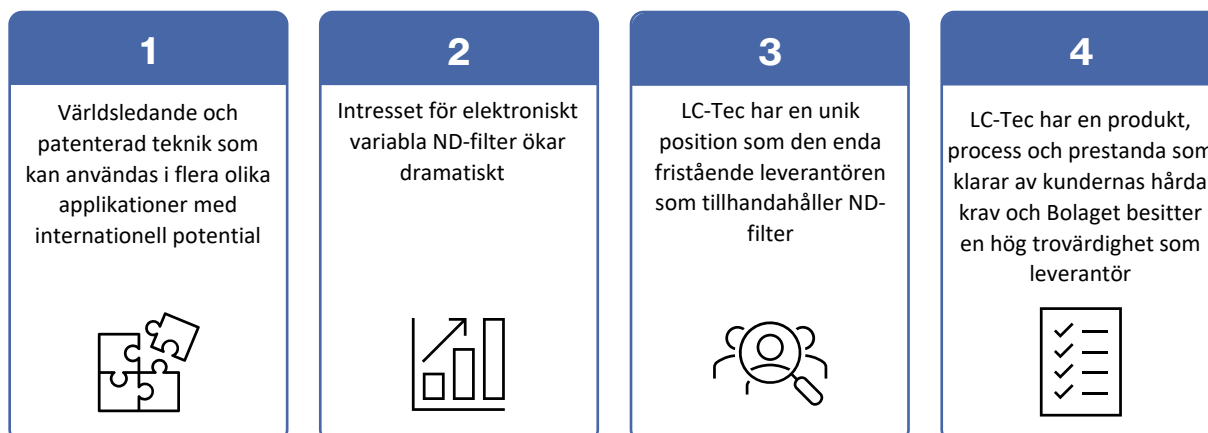 1
Världsledande och
patenterad teknik som
kan användas i flera olika
applikationer med
internationell potential
2
Intresset för elektroniskt
variabla ND-filter ökar
dramatiskt
3
LC-Tec har en unik
position som den enda
fristående leverantören
som tillhandahåller ND-
filter
4
LC-Tec har en produkt,
process och prestanda som
klarar av kundernas hårda
krav och Bolaget besitter
en hög trovärdighet som
leverantör